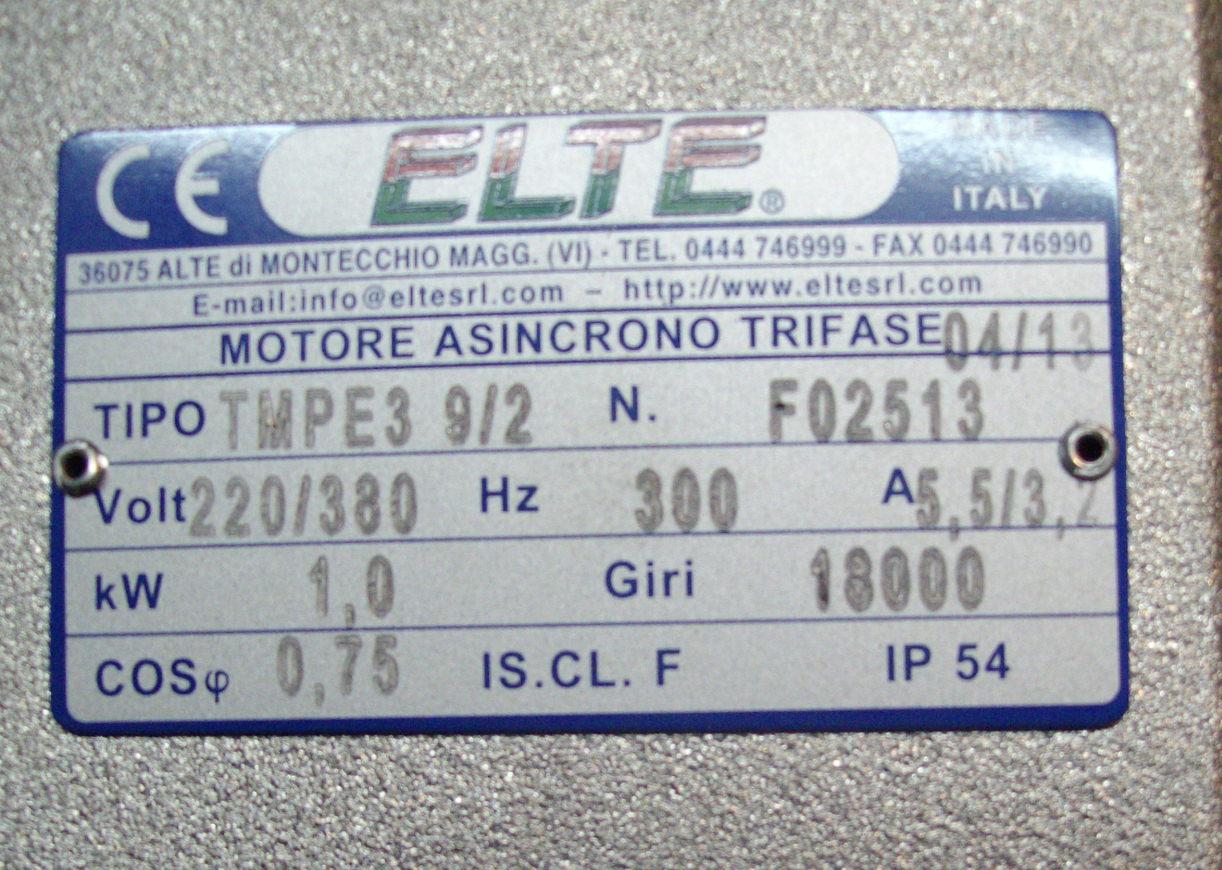 CE ELTE® MADE
IN
ITALY
36075 ALTE di MONTECCHIO MAGG. (VI) - TEL. 0444 746999 - FAX 0444 746990
E-mail:info@eltesrl.com – http://www.eltesrl.com
MOTORE ASINCRONO TRIFASE 04/13
TIPO TMPE3 9/2 N. F02513
Volt 220/380 Hz 300 A 5,5/3,2
kW 1,0 Giri 18000
COSφ 0,75 IS.CL. F IP 54